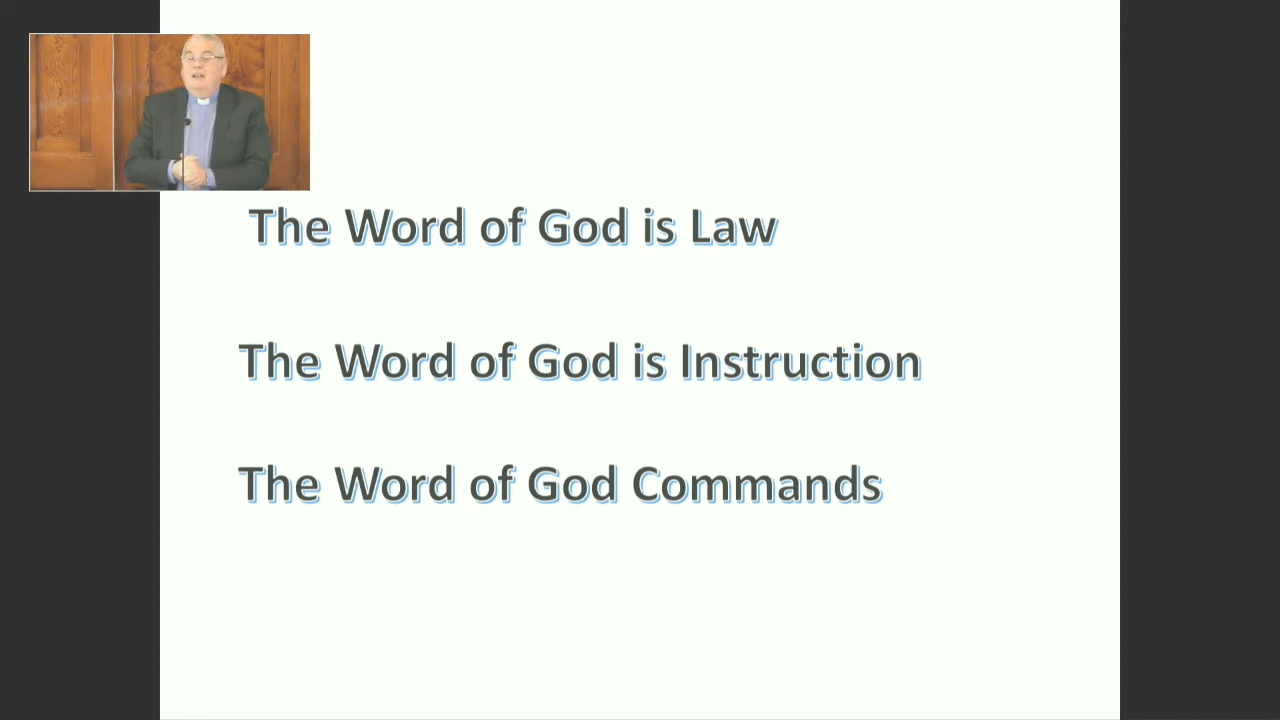 The Word of God is Law
The Word of God is Instruction
The Word of God Commands